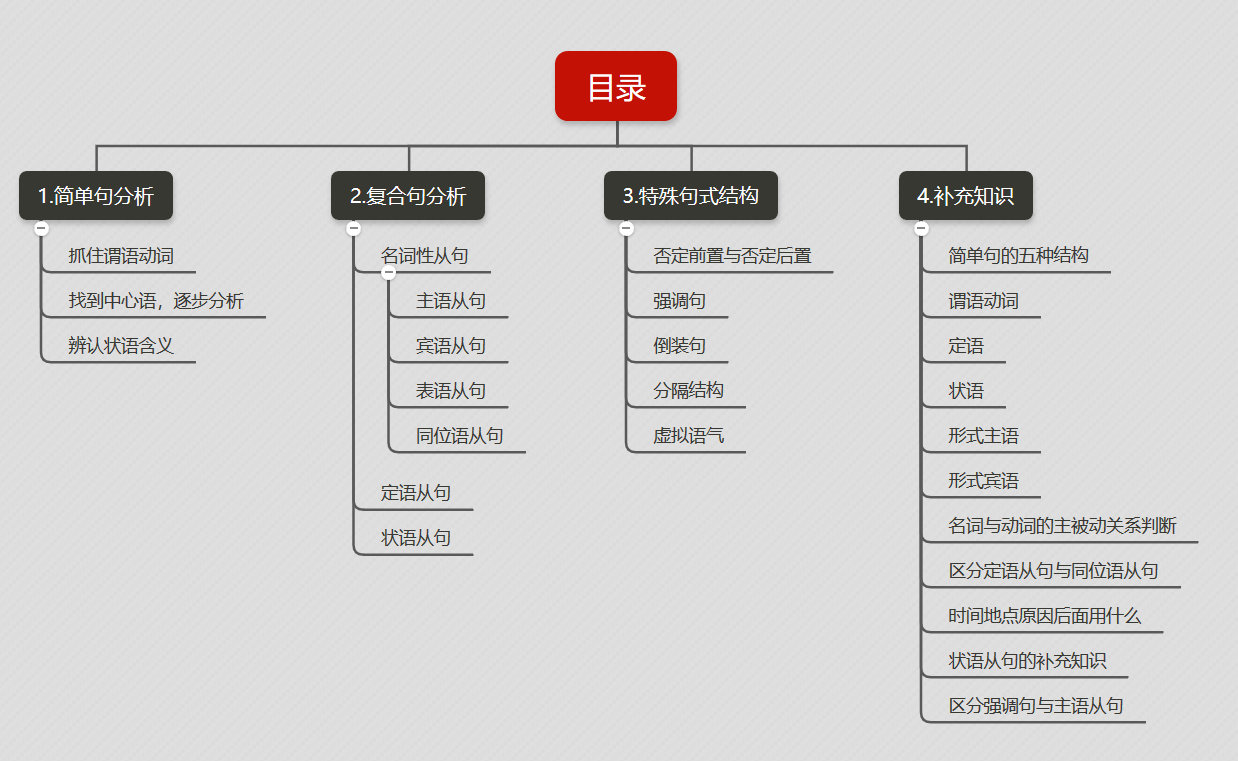 目录
1.简单句分析
抓住谓语动词
找到中心语，逐步分析
辨认状语含义
2.复合句分析
名词性从句
主语从句
宾语从句
表语从句
同位语从句
定语从句
状语从句
3.特殊句式结构
否定前置与否定后置
强调句
倒装句
分隔结构
虚拟语气
4.补充知识
简单句的五种结构
谓语动词
定语
状语
形式主语
形式宾语
名词与动词的主被动关系判断
区分定语从句与同位语从句
时间地点原因后面用什么
状语从句的补充知识
区分强调句与主语从句